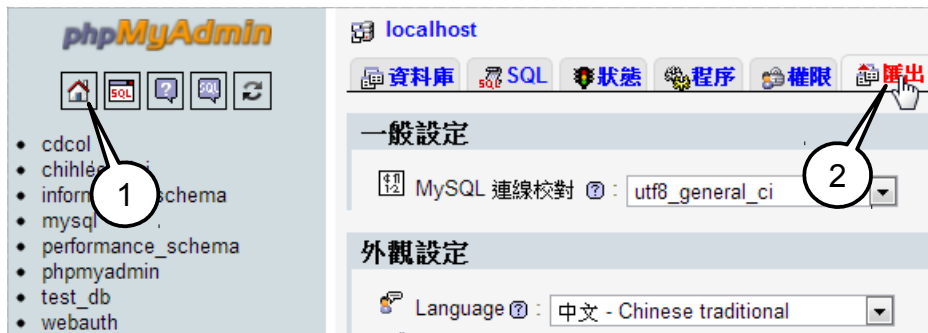 phpMyAdmin
SQL
cdcol
1
mysql
performance_schema
phpmyadmin
test_db
webauth
localhost
資料庫 SQL 狀態 程序 權限 匯出
2
一般設定
MySQL 連線校對 : utf8_general_ci
外觀設定
Language : 中文 - Chinese traditional